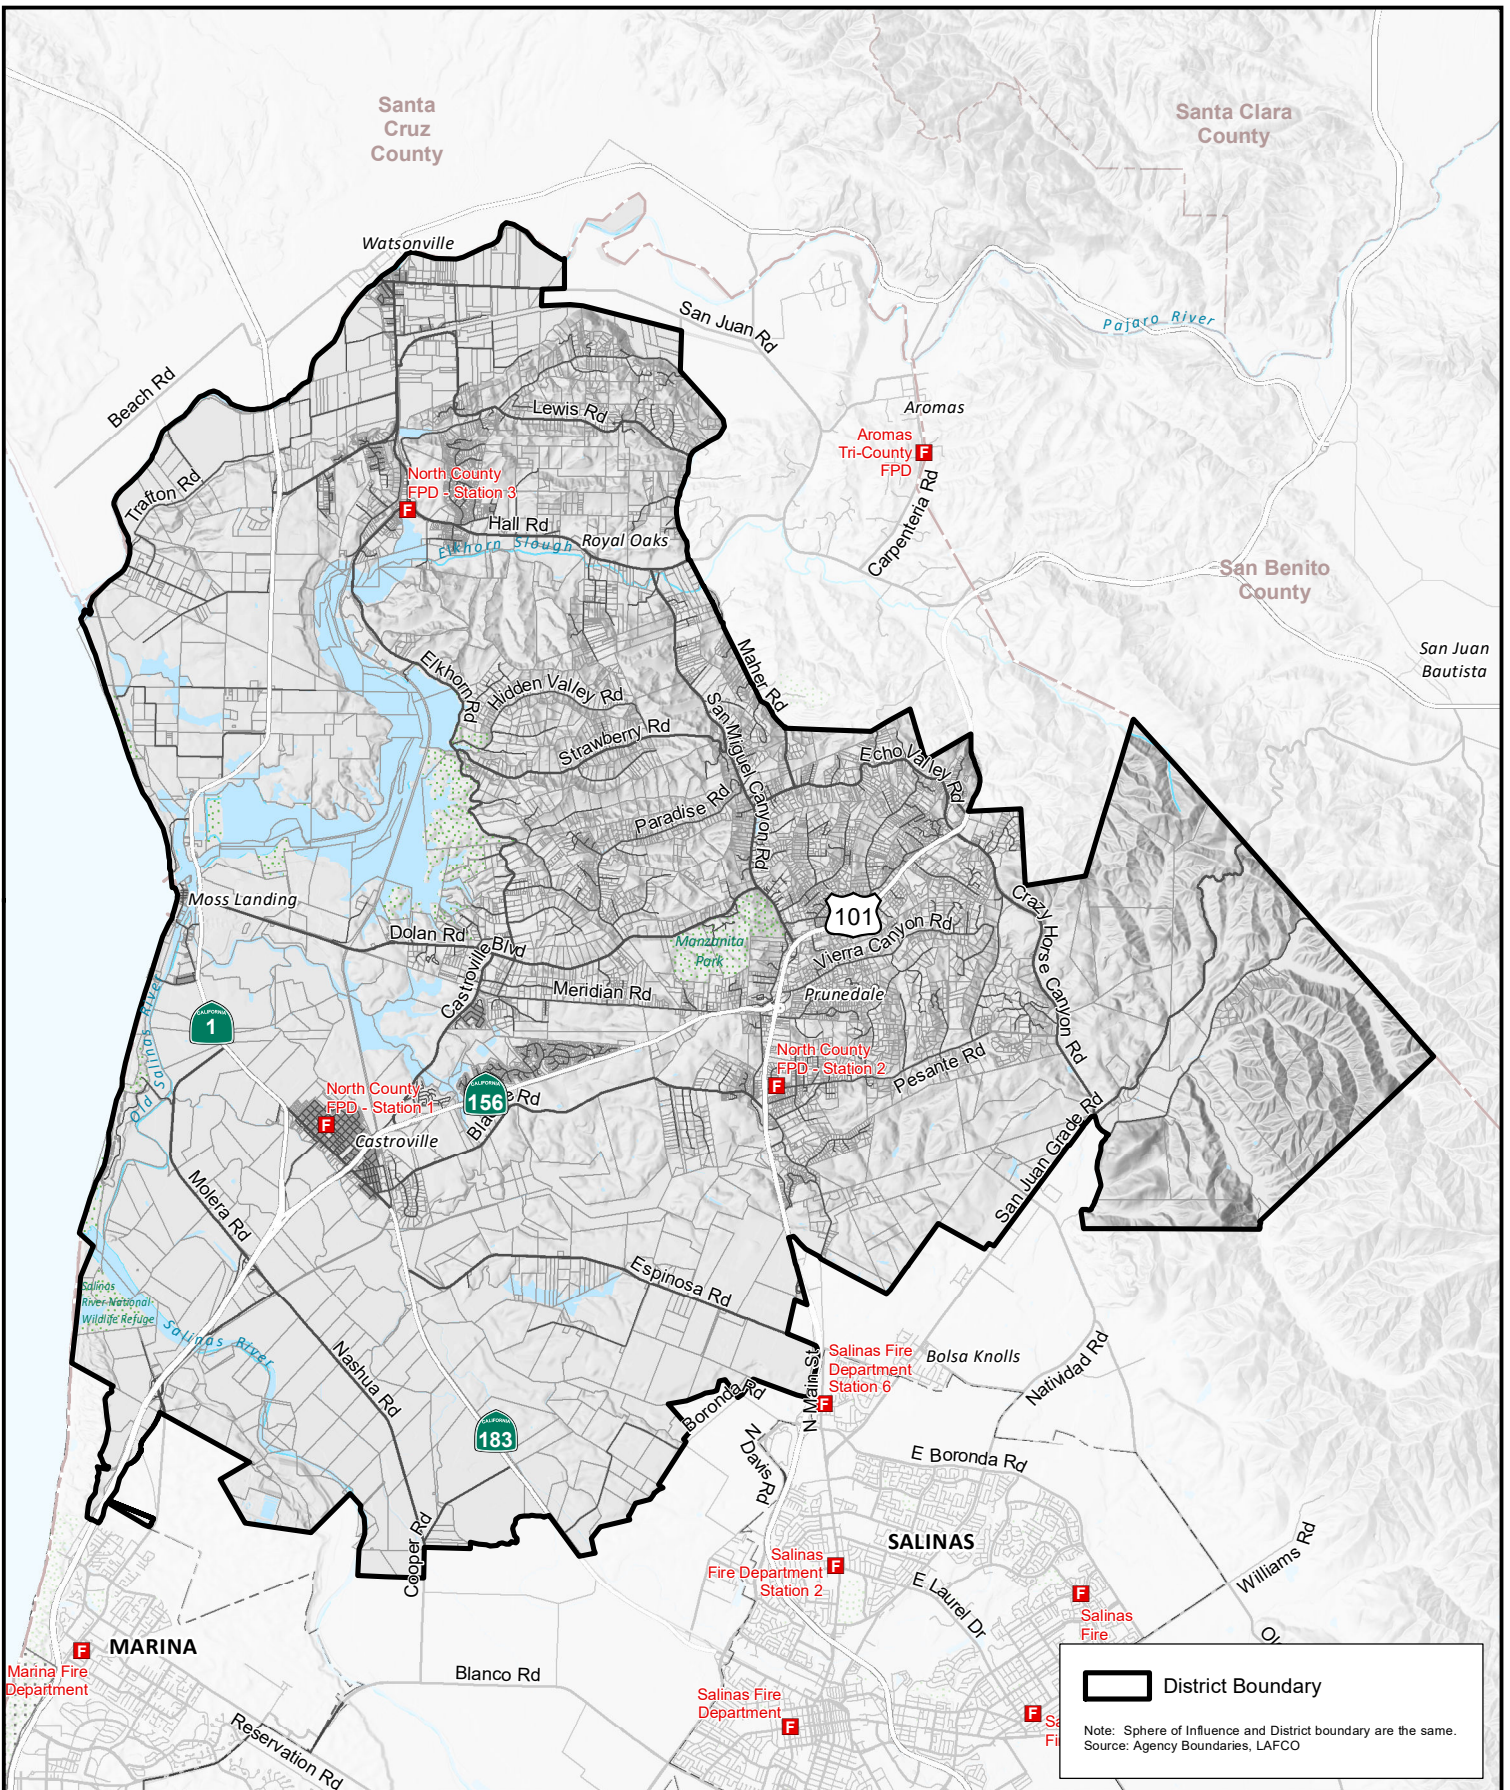 Santa
Cruz
County
Santa Clara
County
Watsonville
San Juan Rd
Pajaro River
Beach Rd
Lewis Rd
Aromas
Aromas
Tri-County
FPD
F
Carpenteria Rd
North County
FPD - Station 3
F
Trafton Rd
Hall Rd
Royal Oaks
Elkhorn Slough
San Benito
County
San Juan
Bautista
Maher Rd
Elkhorn Rd
Hidden Valley Rd
Strawberry Rd
San Miguel Canyon Rd
Echo Valley Rd
Paradise Rd
Moss Landing
101
Crazy Horse Canyon Rd
Dolan Rd
Castroville Blvd
Manzanita
Park
Vierra Canyon Rd
Meridian Rd
Prunedale
Old Salinas River
CALIFORNIA
1
North County
FPD - Station 2
F
Pesante Rd
North County
FPD - Station 1
F
CALIFORNIA
156
Rd
Castroville
San Juan Grade Rd
Molera Rd
Espinosa Rd
Salinas
River National
Wildlife Refuge
Salinas River
Nashua Rd
N Main St
Salinas Fire
Department
Station 6
F
Bolsa Knolls
Natividad Rd
Boronda Rd
CALIFORNIA
183
N Davis Rd
E Boronda Rd
Cooper Rd
SALINAS
Salinas
Fire Department
Station 2
F
E Laurel Dr
Williams Rd
F
Salinas
Fire
MARINA
F
Marina Fire
Department
Blanco Rd
Salinas Fire
Department
F
F
Reservation Rd
District Boundary
Note: Sphere of Influence and District boundary are the same.
Source: Agency Boundaries, LAFCO